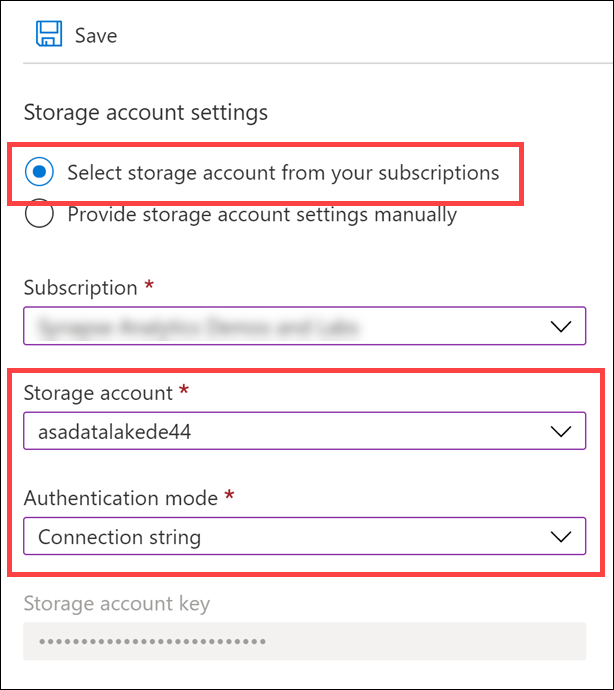 Save
Storage account settings
Select storage account from your subscriptions
Provide storage account settings manually
Subscription *
Storage account *
asadatalakede44
Authentication mode *
Connection string
Storage account key
••••••••••••••••••••••••••